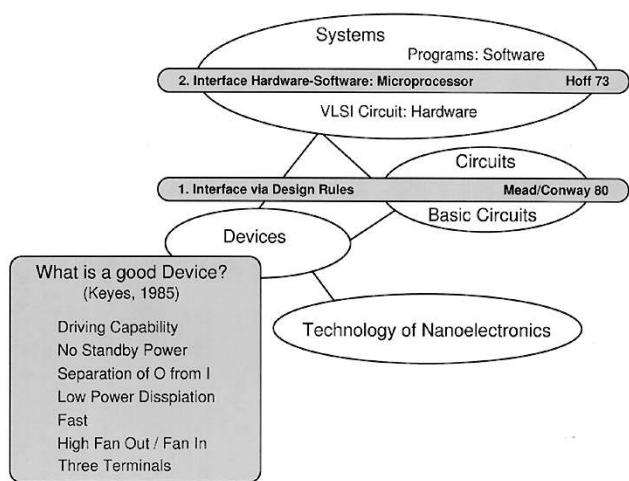 Systems
Programs: Software
2. Interface Hardware-Software: Microprocessor Hoff 73
VLSI Circuit: Hardware
Circuits
1. Interface via Design Rules Mead/Conway 80
Basic Circuits
Devices
What is a good Device?
(Keyes, 1985)
Driving Capability
No Standby Power
Separation of O from I
Low Power Disspiation
Fast
High Fan Out / Fan In
Three Terminals
Technology of Nanoelectronics